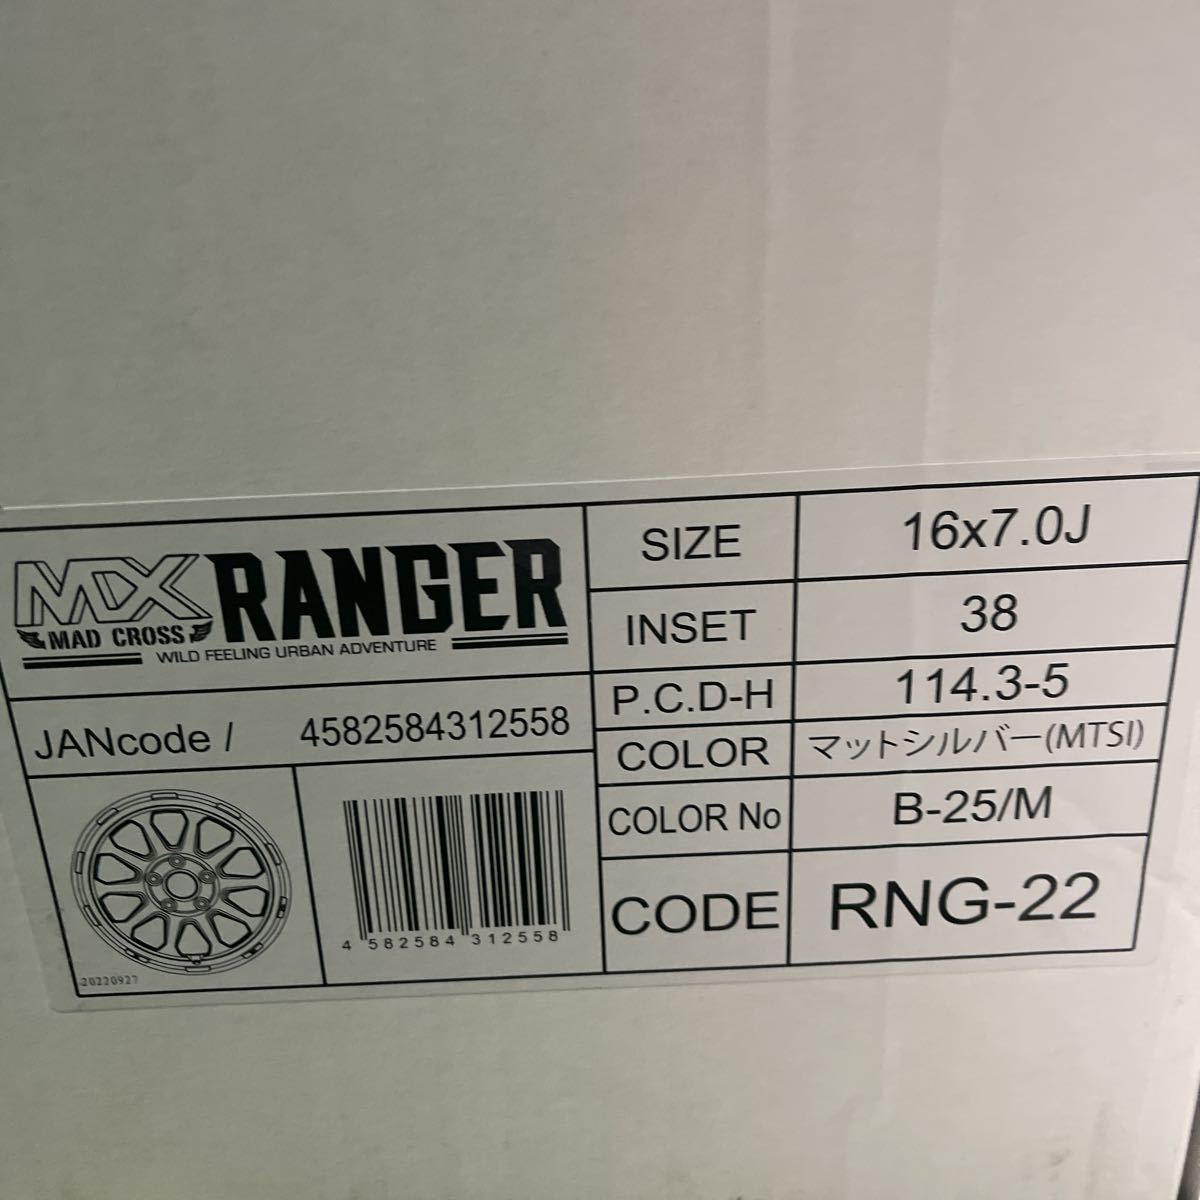 MX RANGER
MAD CROSS
WILD FEELING URBAN ADVENTURE
JANcode / 4582584312558
4 582584 312558
20220927
SIZE 16x7.0J
INSET 38
P.C.D-H 114.3-5
COLOR マットシルバー(MTSI)
COLOR No B-25/M
CODE RNG-22